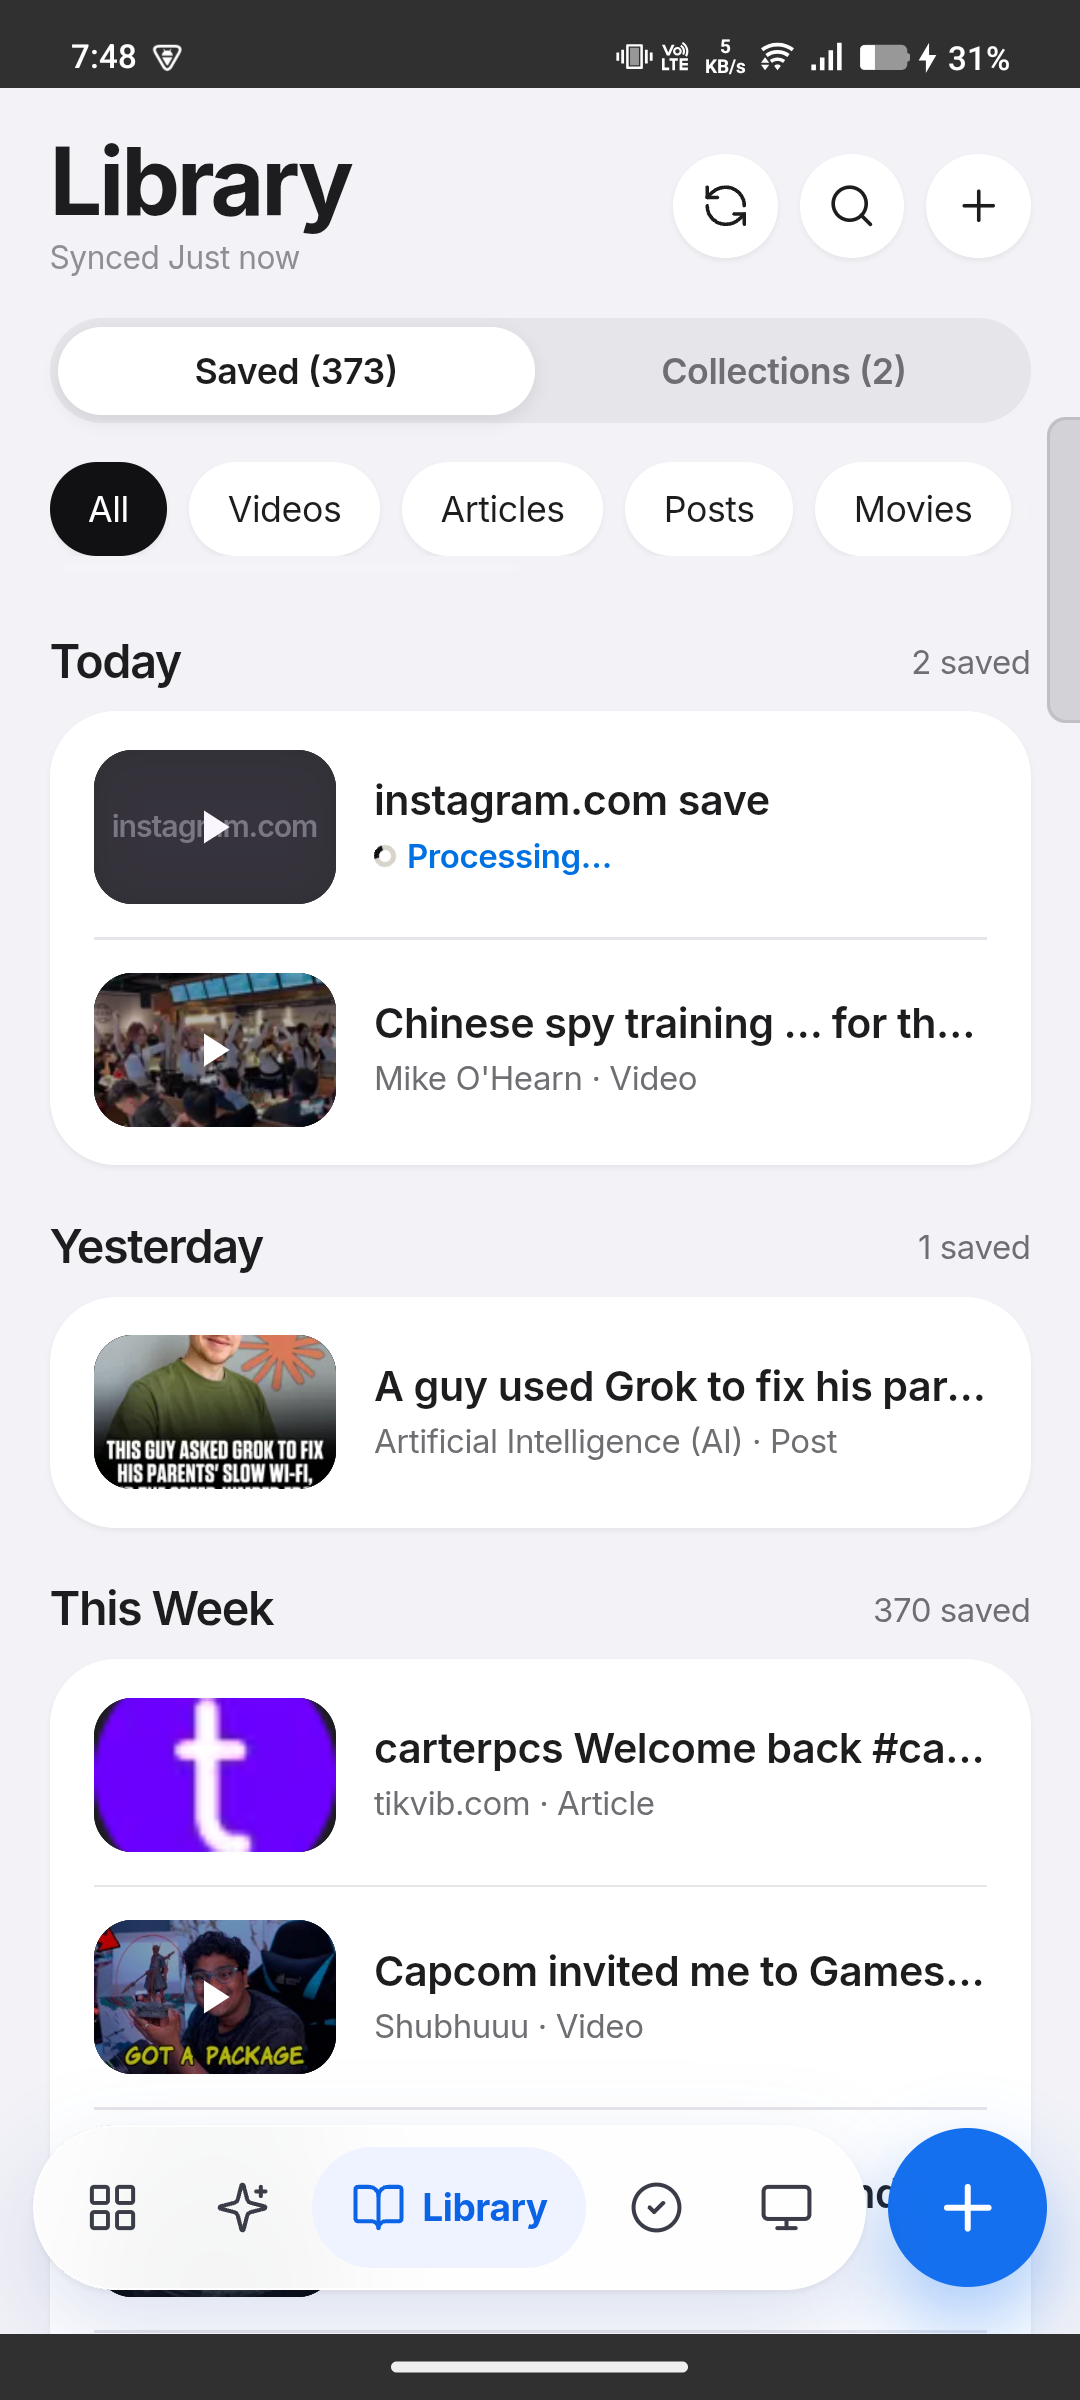 7:48
Vo)) LTE
5 KB/s
31%
Library
Synced Just now
Saved (373)
Collections (2)
All
Videos
Articles
Posts
Movies
Today
2 saved
instagram.com
instagram.com save
Processing...
Chinese spy training ... for th...
Mike O'Hearn · Video
Yesterday
1 saved
THIS GUY ASKED GROK TO FIX
HIS PARENTS' SLOW WI-FI,
A guy used Grok to fix his par...
Artificial Intelligence (AI) · Post
This Week
370 saved
t
carterpcs Welcome back #ca...
tikvib.com · Article
GOT A PACKAGE
Capcom invited me to Games...
Shubhuuu · Video
Library